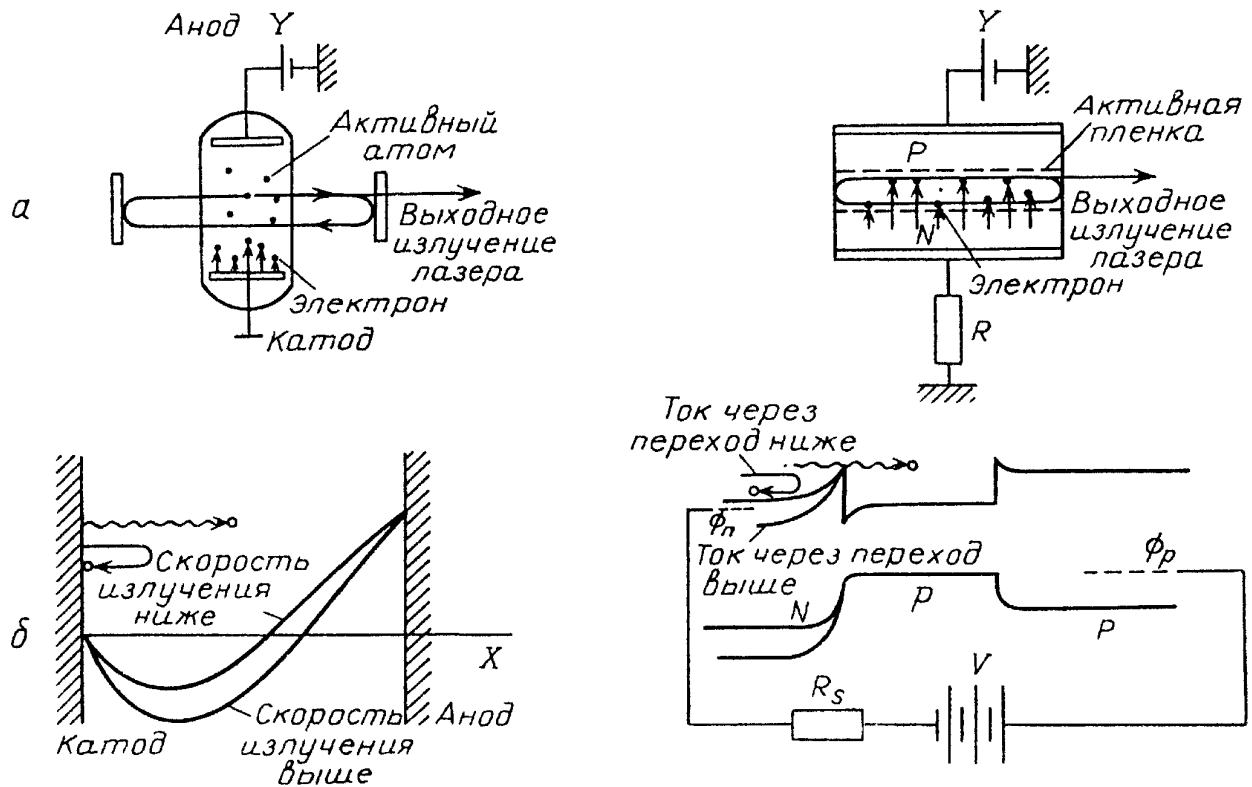 Анод Y
Активный
атом
а
Выходное
излучение
лазера
Электрон
Катод
Y
Активная
пленка
P
N
Выходное
излучение
лазера
Электрон
R
б
Скорость
излучения
ниже
X
Скорость
излучения
выше
Катод
Анод
Ток через
переход ниже
φn
Ток через переход
выше
φp
N
p
P
Rs
V